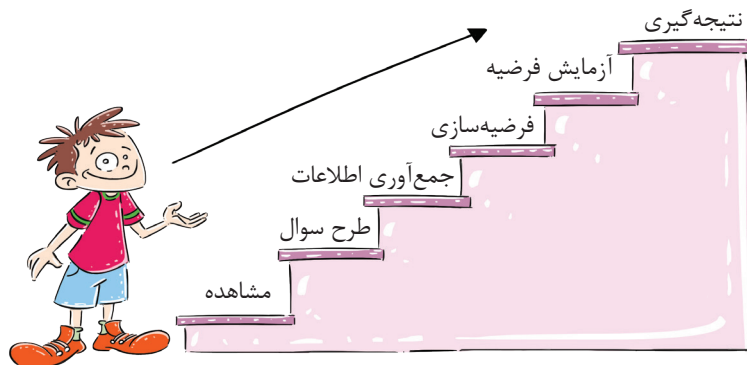 نتیجه‌گیری
آزمایش فرضیه
فرضیه‌سازی
جمع‌آوری اطلاعات
طرح سوال
مشاهده